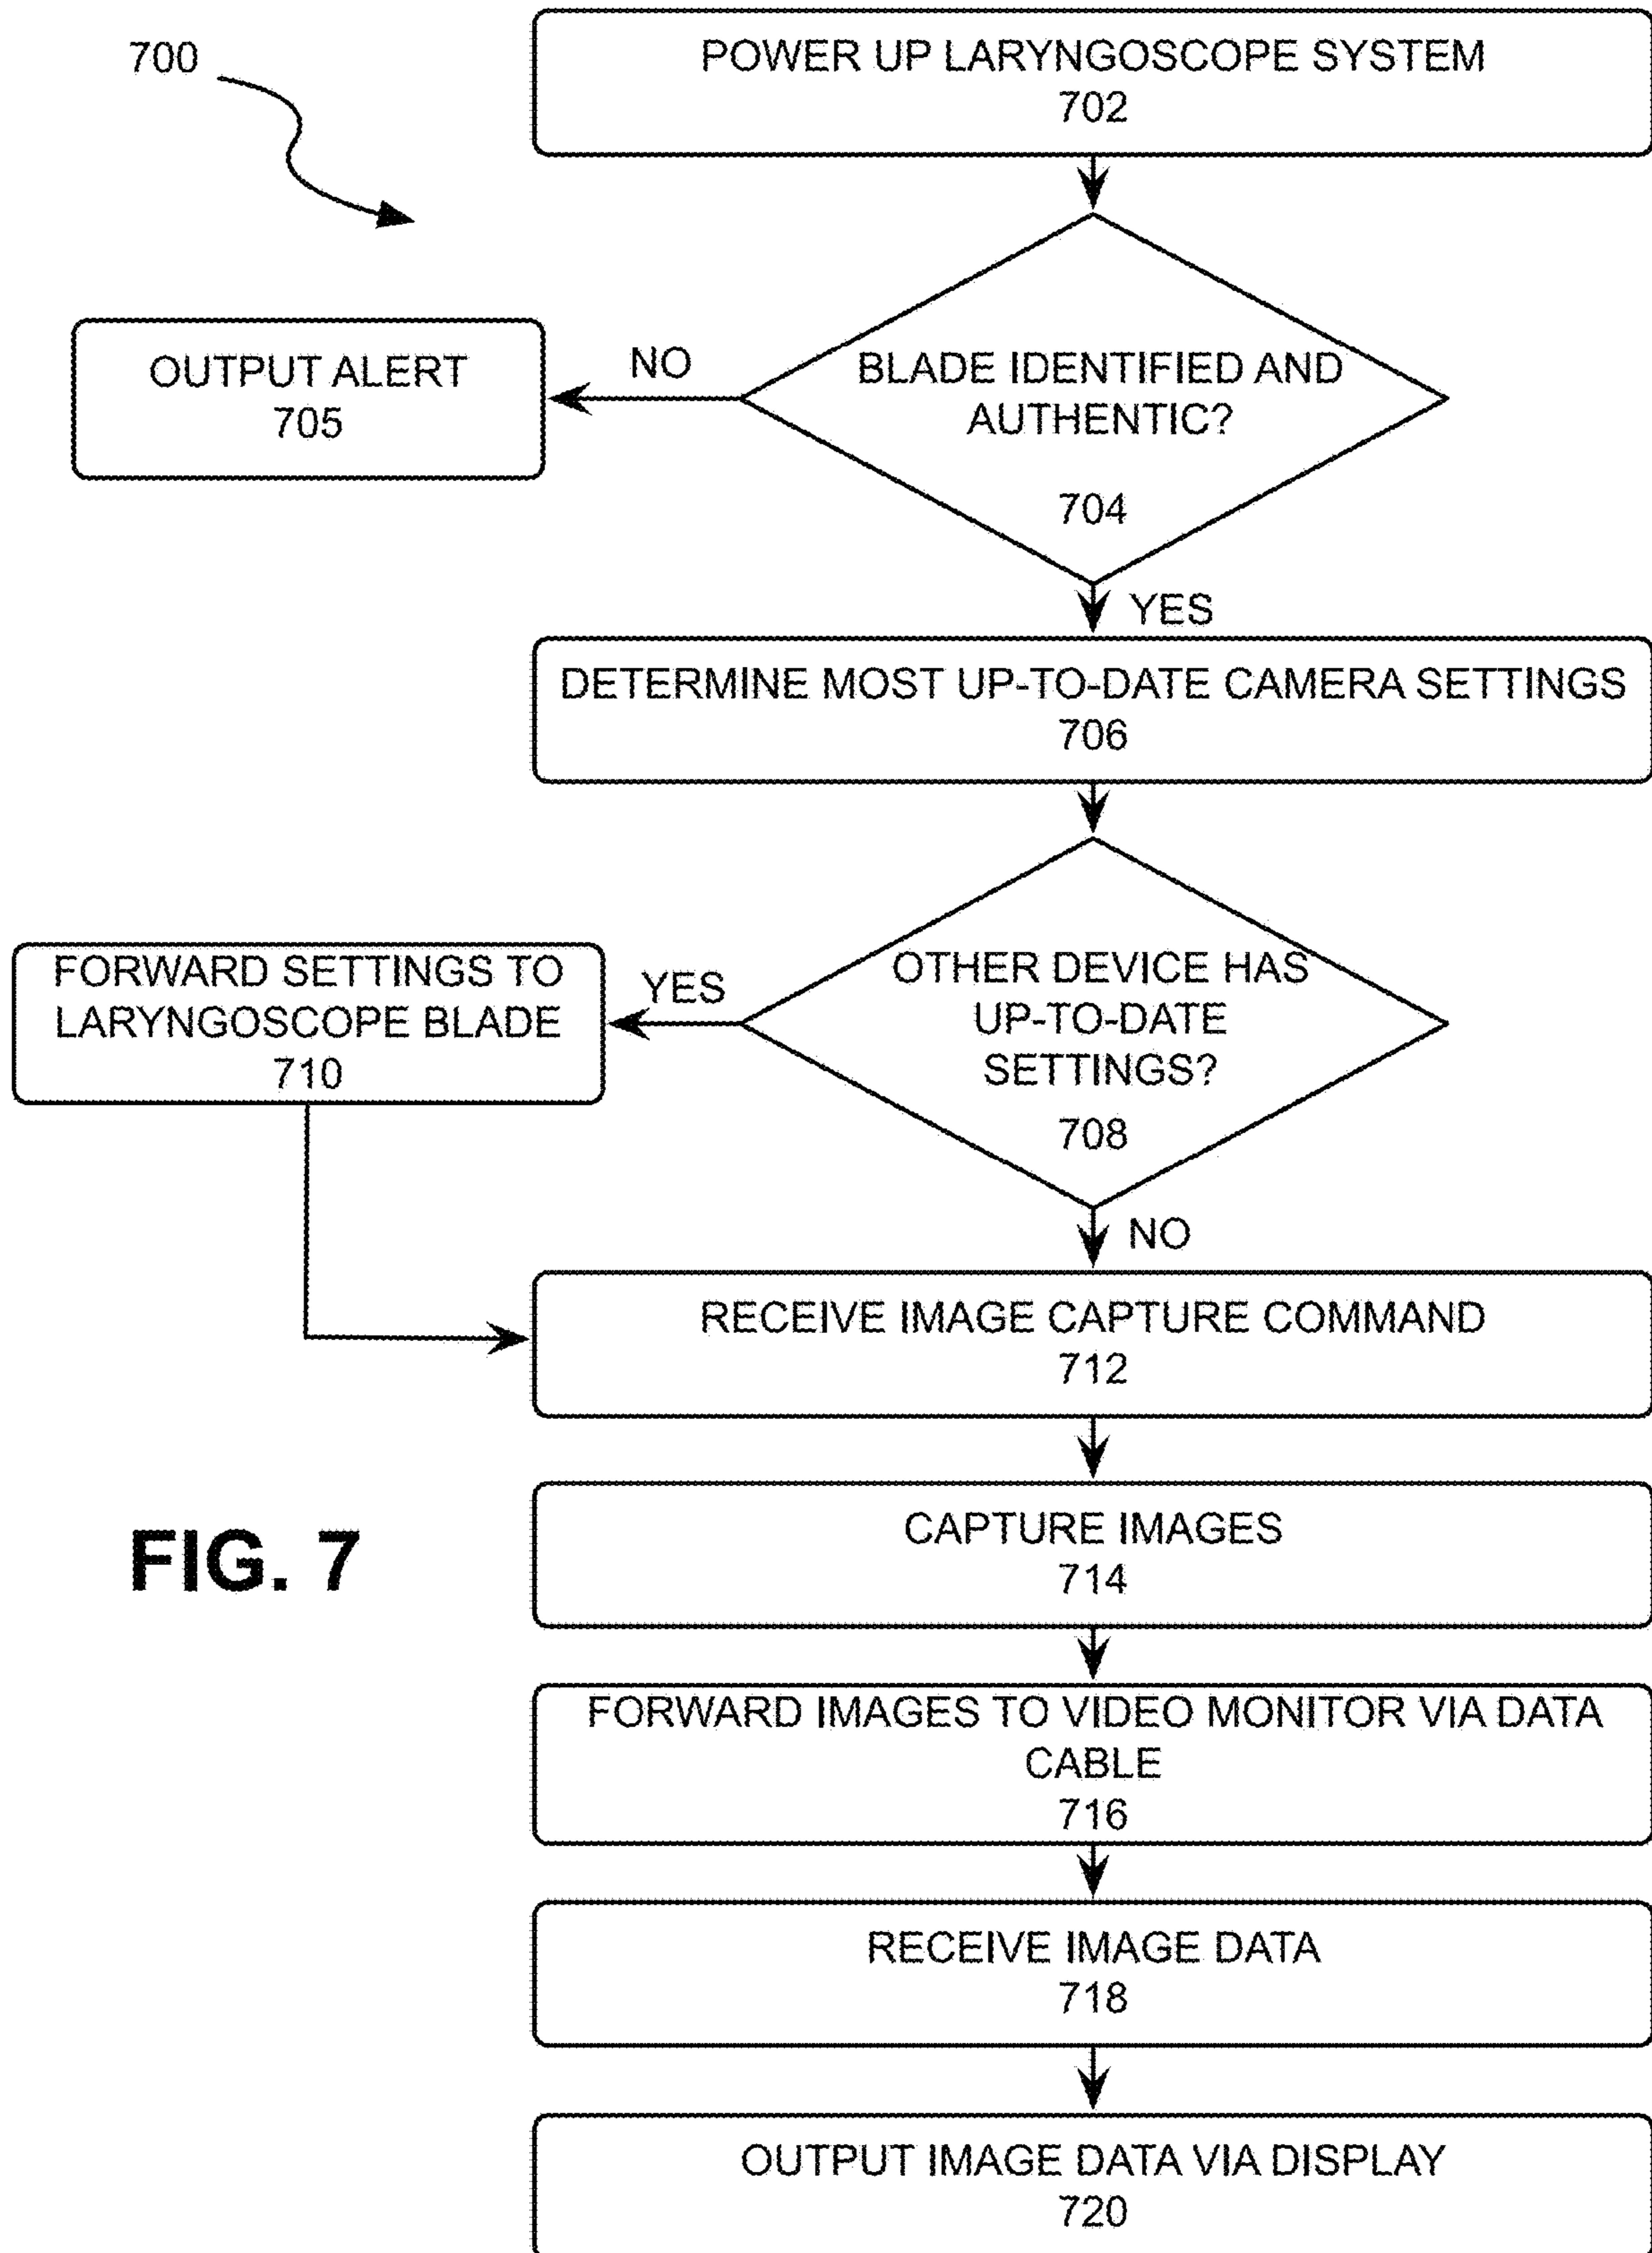 700
POWER UP LARYNGOSCOPE SYSTEM
702
BLADE IDENTIFIED AND
AUTHENTIC?
704
NO
OUTPUT ALERT
705
YES
DETERMINE MOST UP-TO-DATE CAMERA SETTINGS
706
OTHER DEVICE HAS
UP-TO-DATE
SETTINGS?
708
YES
FORWARD SETTINGS TO
LARYNGOSCOPE BLADE
710
NO
RECEIVE IMAGE CAPTURE COMMAND
712
CAPTURE IMAGES
714
FIG. 7
FORWARD IMAGES TO VIDEO MONITOR VIA DATA
CABLE
716
RECEIVE IMAGE DATA
718
OUTPUT IMAGE DATA VIA DISPLAY
720